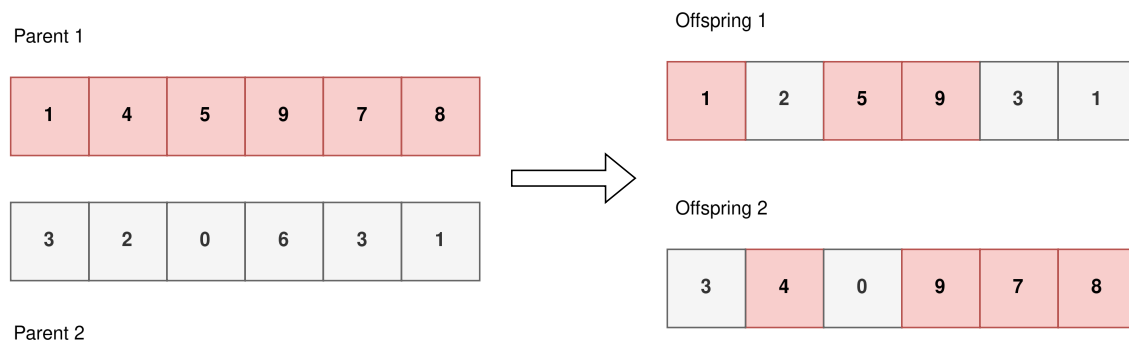 Parent 1
1 4 5 9 7 8
3 2 0 6 3 1
Parent 2
Offspring 1
1 2 5 9 3 1
Offspring 2
3 4 0 9 7 8